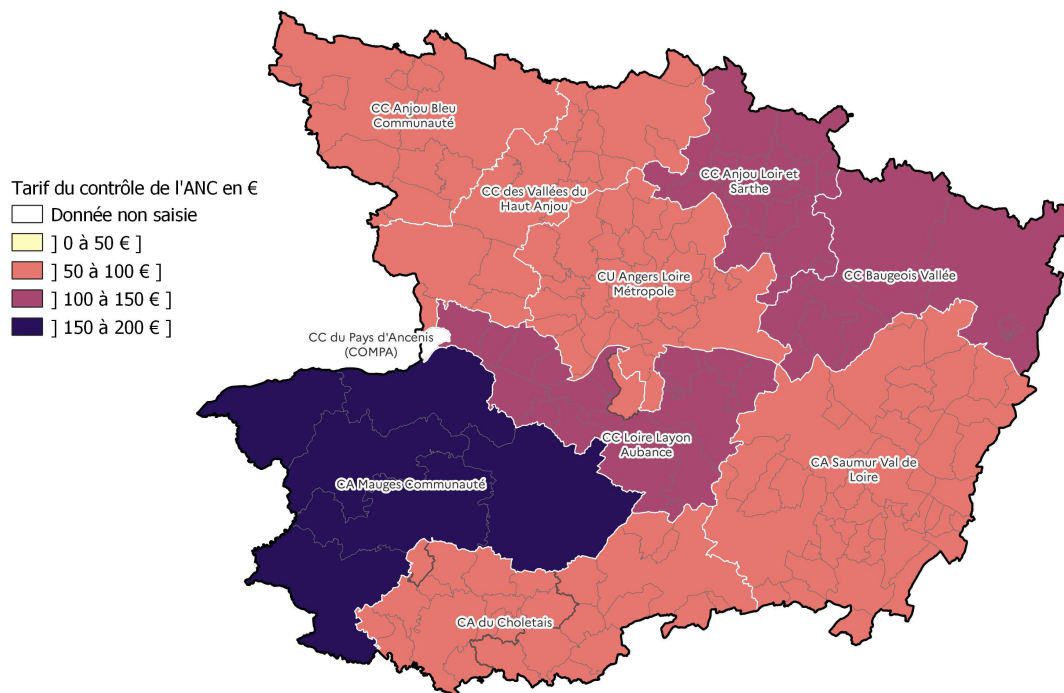 CC Anjou Bleu
Communauté
CC Anjou Loir et
Sarthe
CC des Vallées du
Haut Anjou
Tarif du contrôle de l'ANC en €
Donnée non saisie
] 0 à 50 € ]
] 50 à 100 € ]
] 100 à 150 € ]
] 150 à 200 € ]
CU Angers Loire
Métropole
CC Baugeois Vallée
CC du Pays d'Ancenis
(COMPA)
CC Loire Layon
Aubance
CA Saumur Val de
Loire
CA Mauges Communauté
CA du Choletais